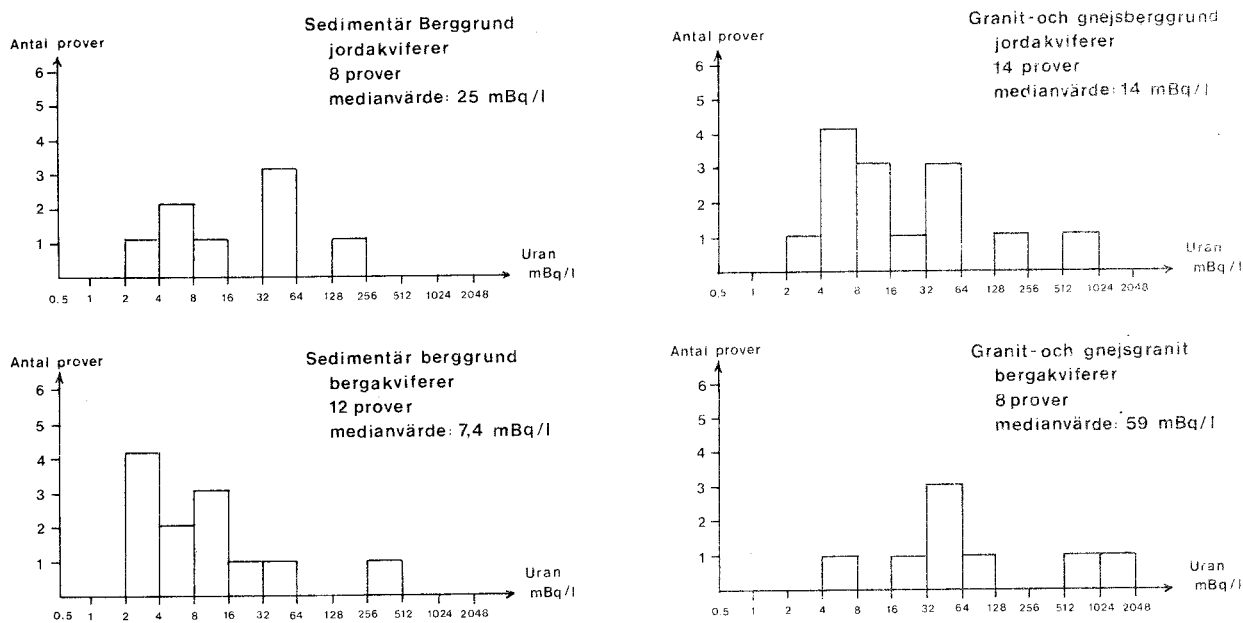 Sedimentär Berggrund
jordakviferer
8 prover
medianvärde: 25 mBq/l
Antal prover
6
5
4
3
2
1
Uran
mBq/l
0.5 1 2 4 8 16 32 64 128 256 512 1024 2048
Granit-och gnejsberggrund
jordakviferer
14 prover
medianvärde: 14 mBq/l
Antal prover
6
5
4
3
2
1
Uran
mBq/l
0.5 1 2 4 8 16 32 64 128 256 512 1024 2048
Sedimentär berggrund
bergakviferer
12 prover
medianvärde: 7,4 mBq/l
Antal prover
6
5
4
3
2
1
Uran
mBq/l
0.5 1 2 4 8 16 32 64 128 256 512 1024 2048
Granit-och gnejsgranit
bergakviferer
8 prover
medianvärde: 59 mBq/l
Antal prover
6
5
4
3
2
1
Uran
mBq/l
0.5 1 2 4 8 16 32 64 128 256 512 1024 2048